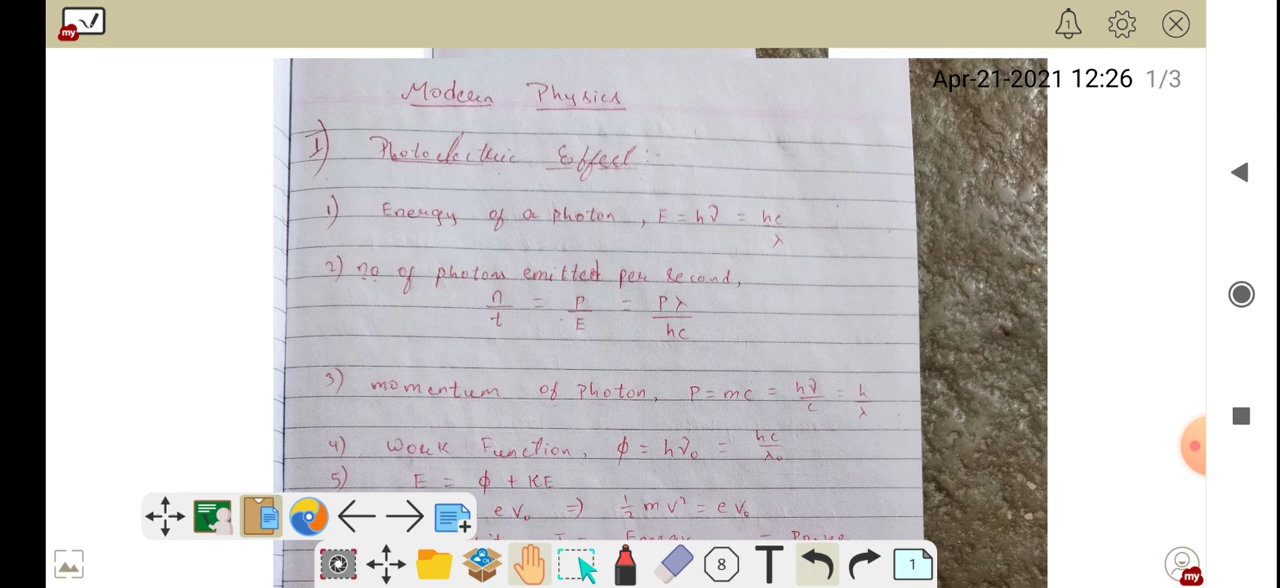 my
1
Apr-21-2021 12:26 1/3
Modern Physics
I) Photoelectric Effect :-
1) Energy of a photon, E = hν = hc/λ
2) no of photons emitted per second,
n/t = P/E = Pλ/hc
3) momentum of Photon, P = mc = hν/c = h/λ
4) Work Function, ϕ = hν₀ = hc/λ₀
5) E = ϕ + KE
eV₀ ⇒ ½ mv² = eV₀
8
T
1
my